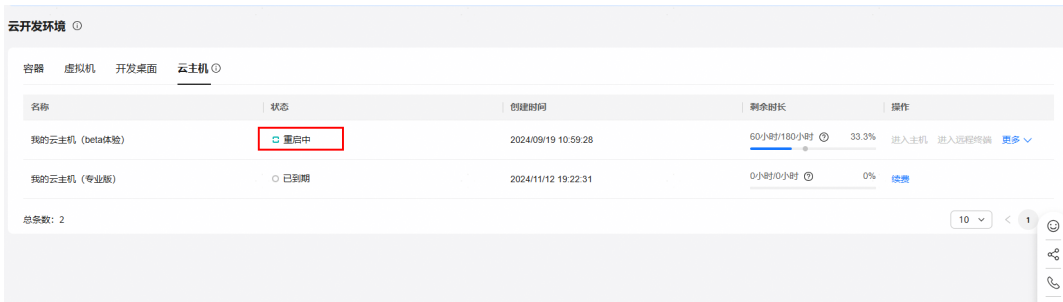 云开发环境
容器 虚拟机 开发桌面 云主机
名称 状态 创建时间 剩余时长 操作
我的云主机（beta体验） 重启中 2024/09/19 10:59:28 60小时/180小时 33.3% 进入主机 进入远程终端 更多
我的云主机（专业版） 已到期 2024/11/12 19:22:31 0小时/0小时 0% 续费
总条数：2 10 < 1